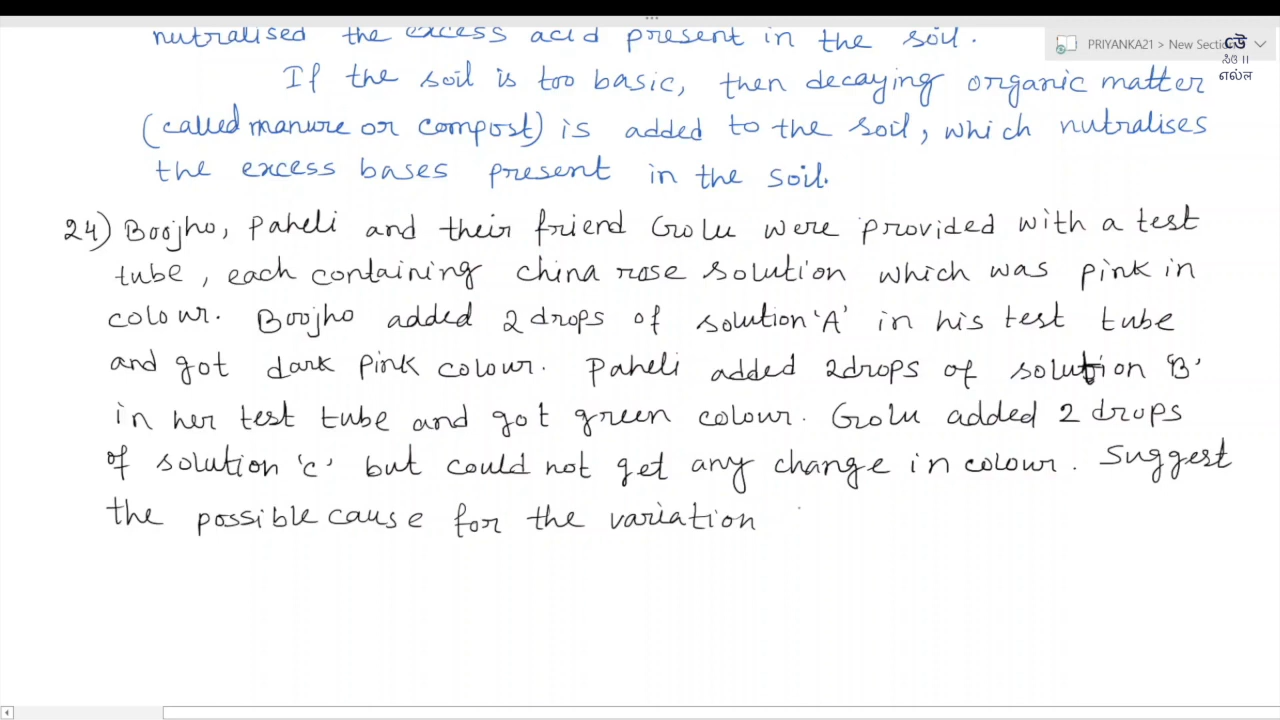 nutralised the excess acid present in the soil.
PRIYANKA21 > New Section
If the soil is too basic, then decaying organic matter
(called manure or compost) is added to the soil, which nutralises
the excess bases present in the soil.
24) Boojho, Paheli and their friend Golu were provided with a test
tube, each containing china rose solution which was pink in
colour. Boojho added 2 drops of solution 'A' in his test tube
and got dark pink colour. Paheli added 2drops of solution 'B'
in her test tube and got green colour. Golu added 2 drops
of solution 'c' but could not get any change in colour. Suggest
the possible cause for the variation